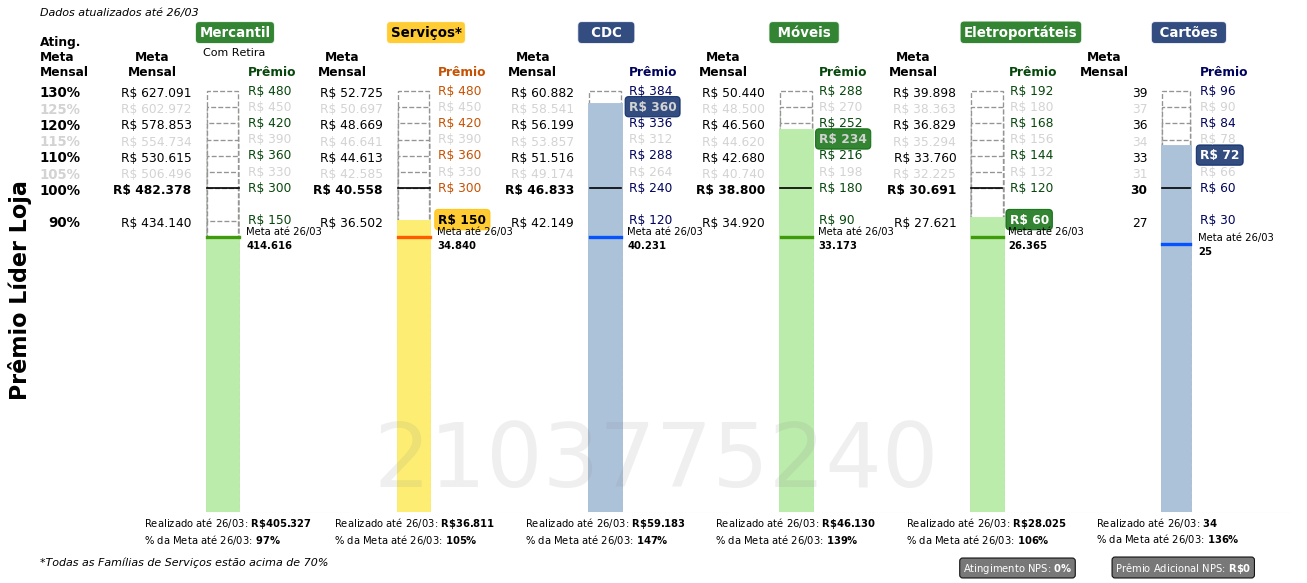 Dados atualizados até 26/03
Mercantil Serviços* CDC Móveis Eletroportáteis Cartões
Com Retira
Ating. Meta Mensal
Meta Mensal Prêmio Meta Mensal Prêmio Meta Mensal Prêmio Meta Mensal Prêmio Meta Mensal Prêmio Meta Mensal Prêmio
130% R$ 627.091 R$ 480 R$ 52.725 R$ 480 R$ 60.882 R$ 384 R$ 50.440 R$ 288 R$ 39.898 R$ 192 39 R$ 96
125% R$ 602.972 R$ 450 R$ 50.697 R$ 450 R$ 58.541 R$ 360 R$ 48.500 R$ 270 R$ 38.363 R$ 180 37 R$ 90
120% R$ 578.853 R$ 420 R$ 48.669 R$ 420 R$ 56.199 R$ 336 R$ 46.560 R$ 252 R$ 36.829 R$ 168 36 R$ 84
115% R$ 554.734 R$ 390 R$ 46.641 R$ 390 R$ 53.857 R$ 312 R$ 44.620 R$ 234 R$ 35.294 R$ 156 34 R$ 78
110% R$ 530.615 R$ 360 R$ 44.613 R$ 360 R$ 51.516 R$ 288 R$ 42.680 R$ 216 R$ 33.760 R$ 144 33 R$ 72
105% R$ 506.496 R$ 330 R$ 42.585 R$ 330 R$ 49.174 R$ 264 R$ 40.740 R$ 198 R$ 32.225 R$ 132 31 R$ 66
100% R$ 482.378 R$ 300 R$ 40.558 R$ 300 R$ 46.833 R$ 240 R$ 38.800 R$ 180 R$ 30.691 R$ 120 30 R$ 60
90% R$ 434.140 R$ 150 R$ 36.502 R$ 150 R$ 42.149 R$ 120 R$ 34.920 R$ 90 R$ 27.621 R$ 60 27 R$ 30
Meta até 26/03 Meta até 26/03 Meta até 26/03 Meta até 26/03 Meta até 26/03 Meta até 26/03
414.616 34.840 40.231 33.173 26.365 25
Prêmio Líder Loja
2103775240
Realizado até 26/03: R$405.327 Realizado até 26/03: R$36.811 Realizado até 26/03: R$59.183 Realizado até 26/03: R$46.130 Realizado até 26/03: R$28.025 Realizado até 26/03: 34
% da Meta até 26/03: 97% % da Meta até 26/03: 105% % da Meta até 26/03: 147% % da Meta até 26/03: 139% % da Meta até 26/03: 106% % da Meta até 26/03: 136%
*Todas as Famílias de Serviços estão acima de 70%
Atingimento NPS: 0% Prêmio Adicional NPS: R$0